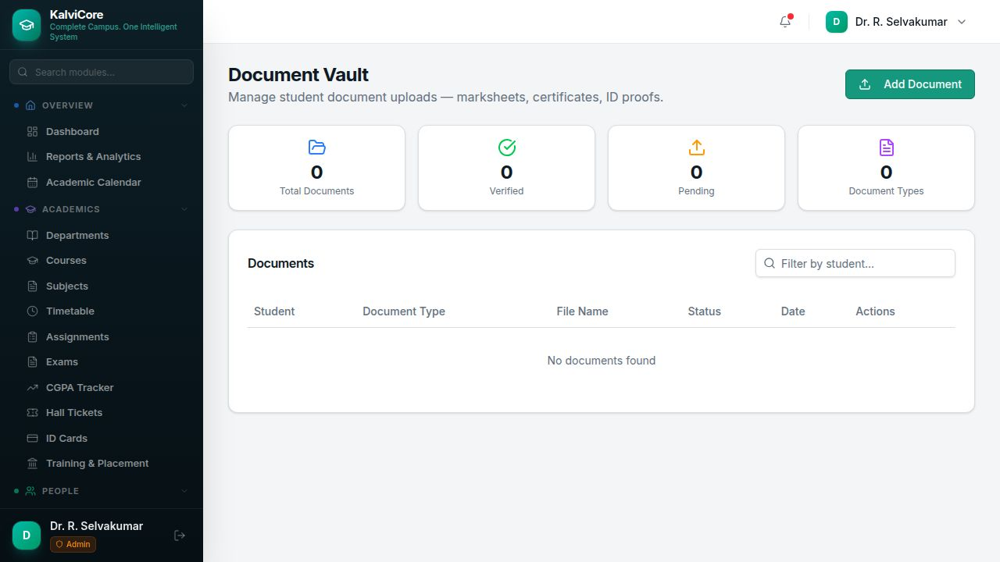 KalviCore
Complete Campus. One Intelligent
System
Search modules...
OVERVIEW
Dashboard
Reports & Analytics
Academic Calendar
ACADEMICS
Departments
Courses
Subjects
Timetable
Assignments
Exams
CGPA Tracker
Hall Tickets
ID Cards
Training & Placement
PEOPLE
D
Dr. R. Selvakumar
Admin
D Dr. R. Selvakumar
Document Vault
Manage student document uploads — marksheets, certificates, ID proofs.
Add Document
0
Total Documents
0
Verified
0
Pending
0
Document Types
Documents
Filter by student...
Student Document Type File Name Status Date Actions
No documents found